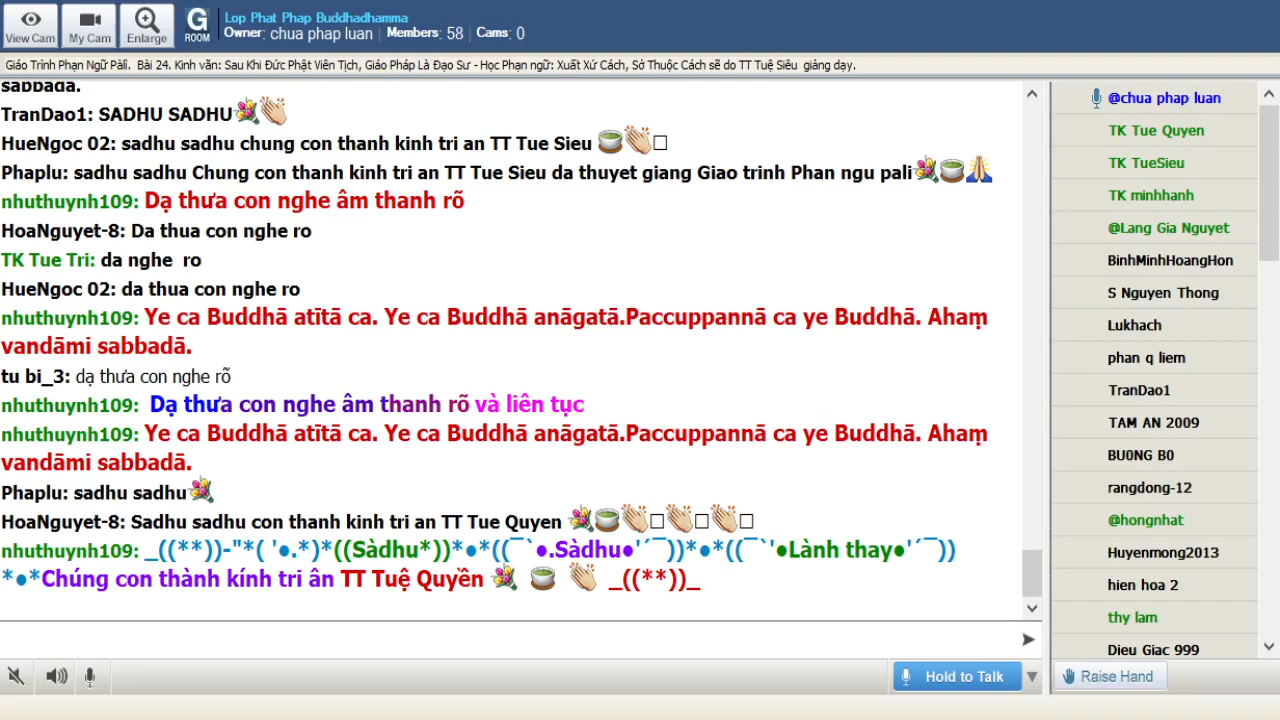 Lop Phat Phap Buddhadhamma
Owner: chua phap luan Members: 58 Cams: 0
View Cam
My Cam
Enlarge
G
ROOM
Giáo Trình Phạn Ngữ Pàli. Bài 24. Kinh văn: Sau Khi Đức Phật Viên Tịch, Giáo Pháp Là Đạo Sư - Học Phạn ngữ: Xuất Xứ Cách, Sở Thuộc Cách sẽ do TT Tuệ Siêu giảng dạy.
sabbadā.
TranDao1: SADHU SADHU💐👏
HueNgoc 02: sadhu sadhu chung con thanh kinh tri an TT Tue Sieu 🍵👏□
Phaplu: sadhu sadhu Chung con thanh kinh tri an TT Tue Sieu da thuyet giang Giao trinh Phan ngu pali💐🍵🙏
nhuthuynh109: Dạ thưa con nghe âm thanh rõ
HoaNguyet-8: Da thua con nghe ro
TK Tue Tri: da nghe ro
HueNgoc 02: da thua con nghe ro
nhuthuynh109: Ye ca Buddhā atītā ca. Ye ca Buddhā anāgatā.Paccuppannā ca ye Buddhā. Ahaṃ
vandāmi sabbadā.
tu bi_3: dạ thưa con nghe rõ
nhuthuynh109: Dạ thưa con nghe âm thanh rõ và liên tục
nhuthuynh109: Ye ca Buddhā atītā ca. Ye ca Buddhā anāgatā.Paccuppannā ca ye Buddhā. Ahaṃ
vandāmi sabbadā.
Phaplu: sadhu sadhu💐
HoaNguyet-8: Sadhu sadhu con thanh kinh tri an TT Tue Quyen 💐🍵👏□👏□👏□
nhuthuynh109: _((**))-"*( '●.*)*((Sàdhu*))*●*((¯`●.Sàdhu●'´¯))*●*((¯`'●Lành thay●'´¯))
*●*Chúng con thành kính tri ân TT Tuệ Quyền 💐 🍵 👏 _((**))_
Hold to Talk
@chua phap luan
TK Tue Quyen
TK TueSieu
TK minhhanh
@Lang Gia Nguyet
BinhMinhHoangHon
S Nguyen Thong
Lukhach
phan q liem
TranDao1
TAM AN 2009
BU0NG B0
rangdong-12
@hongnhat
Huyenmong2013
hien hoa 2
thy lam
Dieu Giac 999
Raise Hand